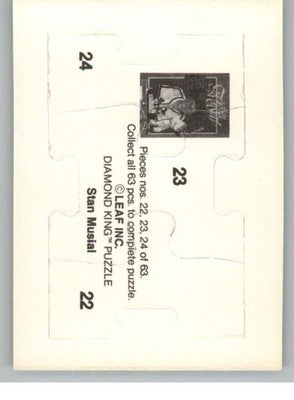 24
23
22
Pieces nos. 22, 23, 24 of 63.
Collect all 63 pcs. to complete puzzle.
© LEAF INC.
DIAMOND KING™ PUZZLE
Stan Musial